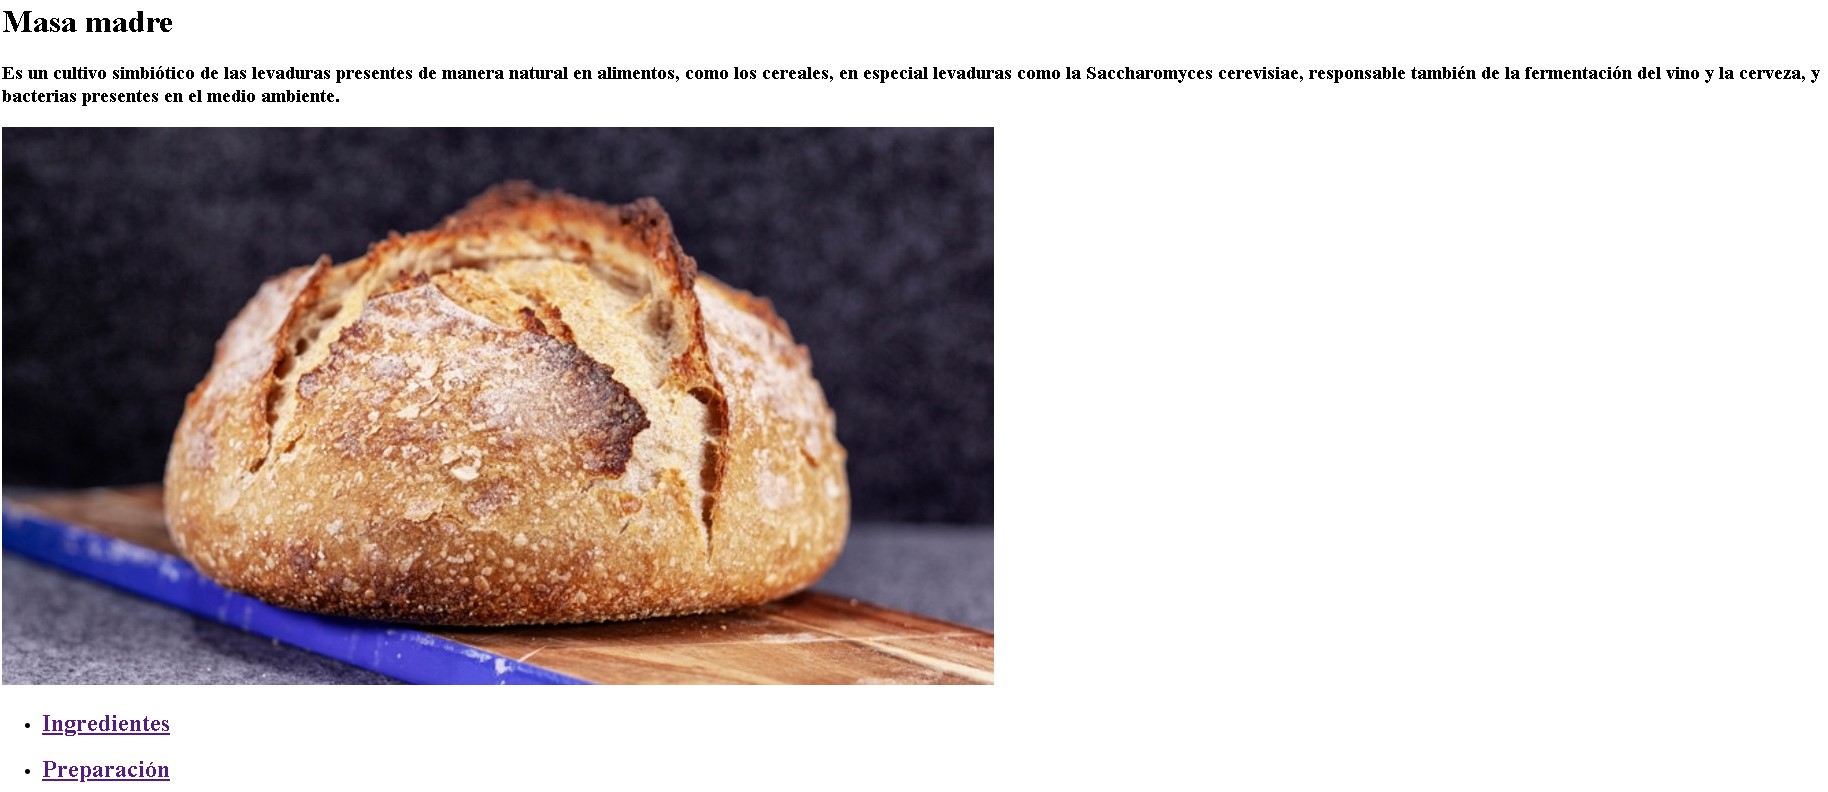 Masa madre
Es un cultivo simbiótico de las levaduras presentes de manera natural en alimentos, como los cereales, en especial levaduras como la Saccharomyces cerevisiae, responsable también de la fermentación del vino y la cerveza, y
bacterias presentes en el medio ambiente.
Ingredientes
Preparación